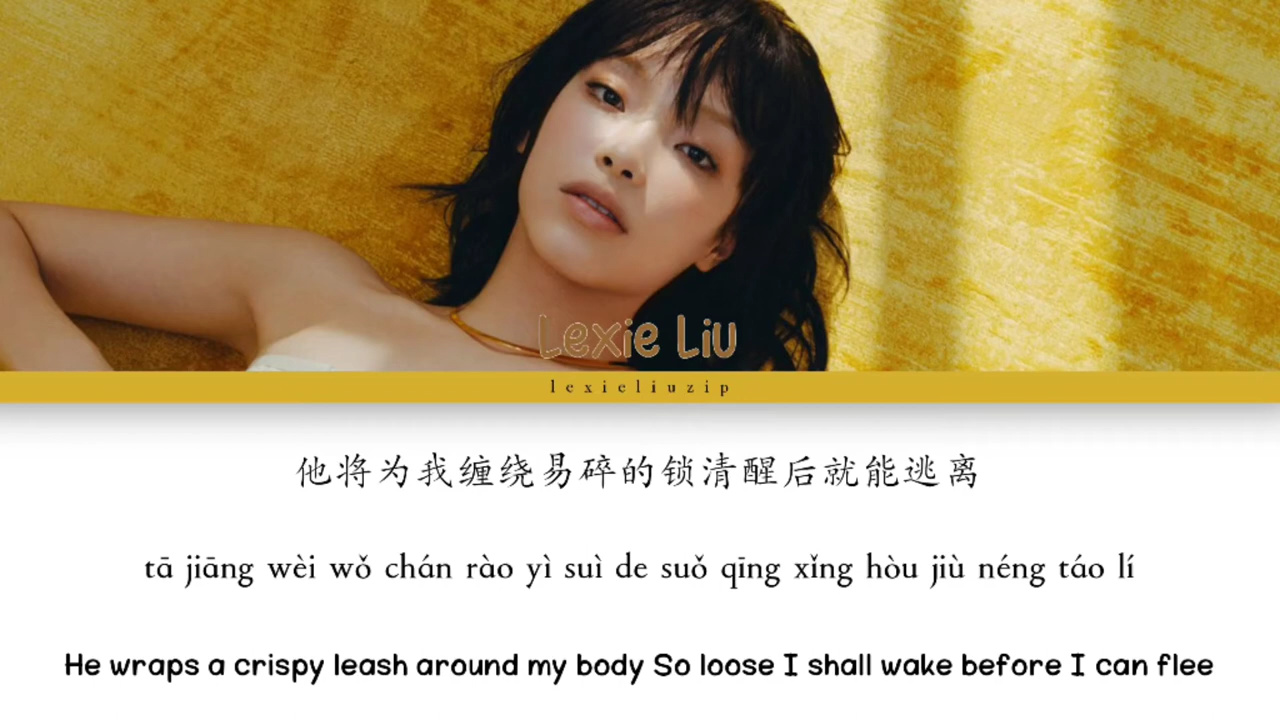 Lexie Liu
lexieliuzip
他将为我缠绕易碎的锁清醒后就能逃离
tā jiāng wèi wǒ chán rào yì suì de suǒ qīng xǐng hòu jiù néng táo lí
He wraps a crispy leash around my body So loose I shall wake before I can flee